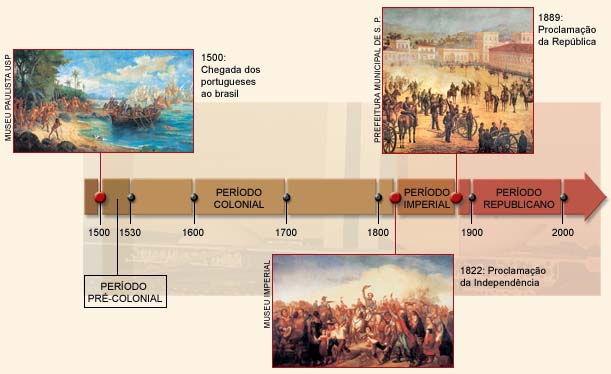 MUSEU PAULISTA USP
1500:
Chegada dos
portugueses
ao brasil
PREFEITURA MUNICIPAL DE S. P.
1889:
Proclamação
da República
PERÍODO
COLONIAL
PERÍODO
IMPERIAL
PERÍODO
REPUBLICANO
1500
1530
1600
1700
1800
1900
2000
PERÍODO
PRÉ-COLONIAL
MUSEU IMPERIAL
1822: Proclamação
da Independência